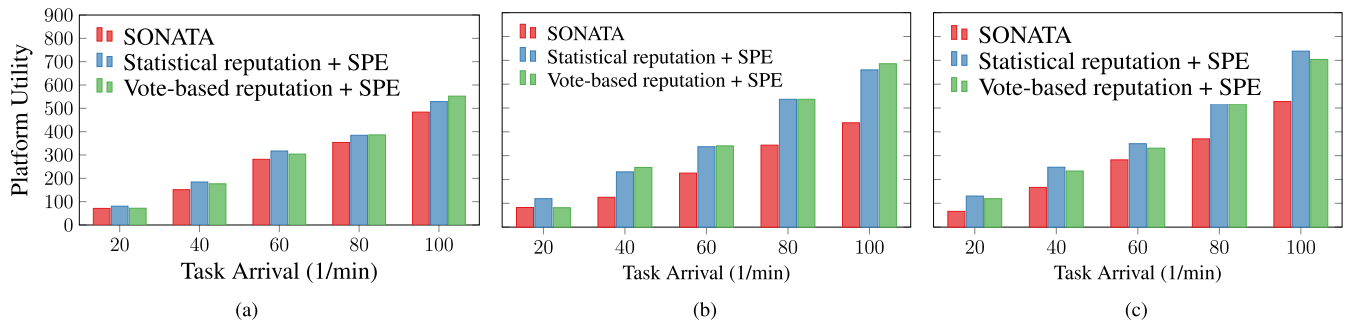 900
800
700
600
500
400
300
200
100
0
Platform Utility
SONATA
Statistical reputation + SPE
Vote-based reputation + SPE
20 40 60 80 100
Task Arrival (1/min)
(a)
SONATA
Statistical reputation + SPE
Vote-based reputation + SPE
20 40 60 80 100
Task Arrival (1/min)
(b)
SONATA
Statistical reputation + SPE
Vote-based reputation + SPE
20 40 60 80 100
Task Arrival (1/min)
(c)